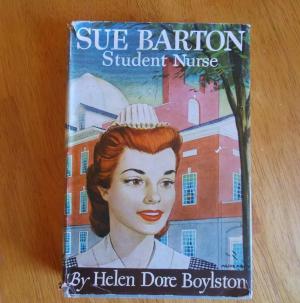 SUE BARTON
Student Nurse
By Helen Dore Boylston